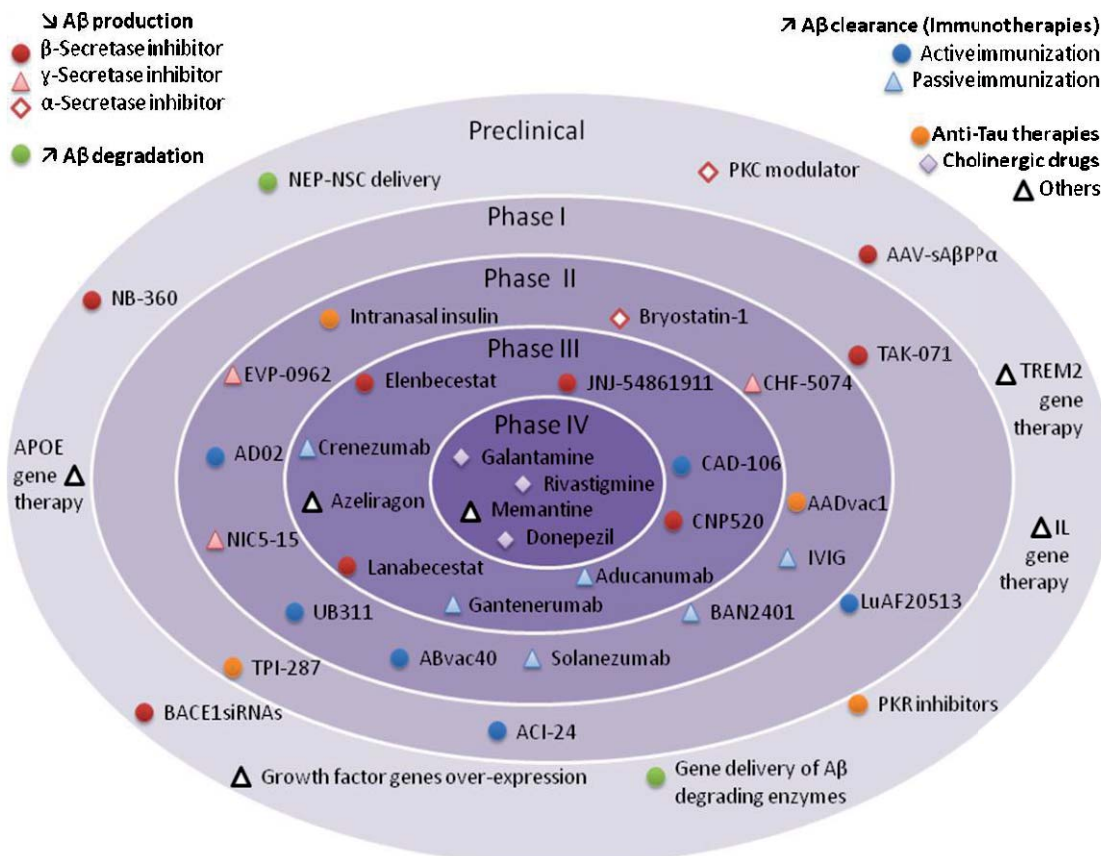 ↘ Aβ production
β-Secretase inhibitor
γ-Secretase inhibitor
α-Secretase inhibitor
↗ Aβ degradation
↗ Aβ clearance (Immunotherapies)
Active immunization
Passive immunization
Anti-Tau therapies
Cholinergic drugs
Others
Preclinical
NEP-NSC delivery
PKC modulator
Phase I
AAV-sAβPPα
NB-360
Phase II
Intranasal insulin
Bryostatin-1
TAK-071
Phase III
EVP-0962
Elenbecestat
JNJ-54861911
CHF-5074
TREM2
gene
therapy
Phase IV
APOE
gene
therapy
AD02
Crenezumab
Galantamine
CAD-106
Rivastigmine
Azeliragon
Memantine
AADvac1
CNP520
Donepezil
NIC5-15
IL
gene
therapy
IVIG
Lanabecestat
Aducanumab
Gantenerumab
BAN2401
LuAF20513
UB311
ABvac40
Solanezumab
TPI-287
BACE1siRNAs
PKR inhibitors
ACI-24
Growth factor genes over-expression
Gene delivery of Aβ
degrading enzymes